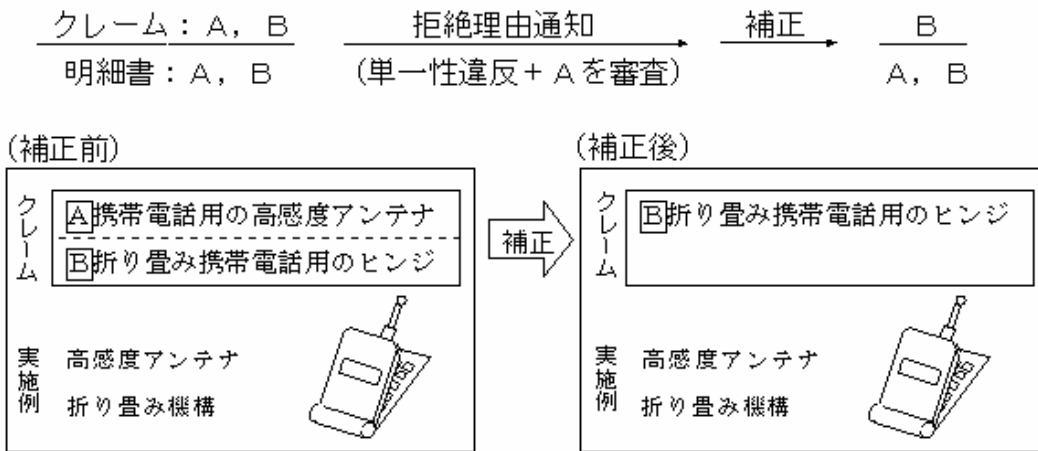 クレーム：A，B 拒絶理由通知 補正 B
明細書：A，B （単一性違反＋Aを審査） A，B
（補正前） （補正後）
クレーム
A携帯電話用の高感度アンテナ
B折り畳み携帯電話用のヒンジ
実施例
高感度アンテナ
折り畳み機構
補正
クレーム
B折り畳み携帯電話用のヒンジ
実施例
高感度アンテナ
折り畳み機構